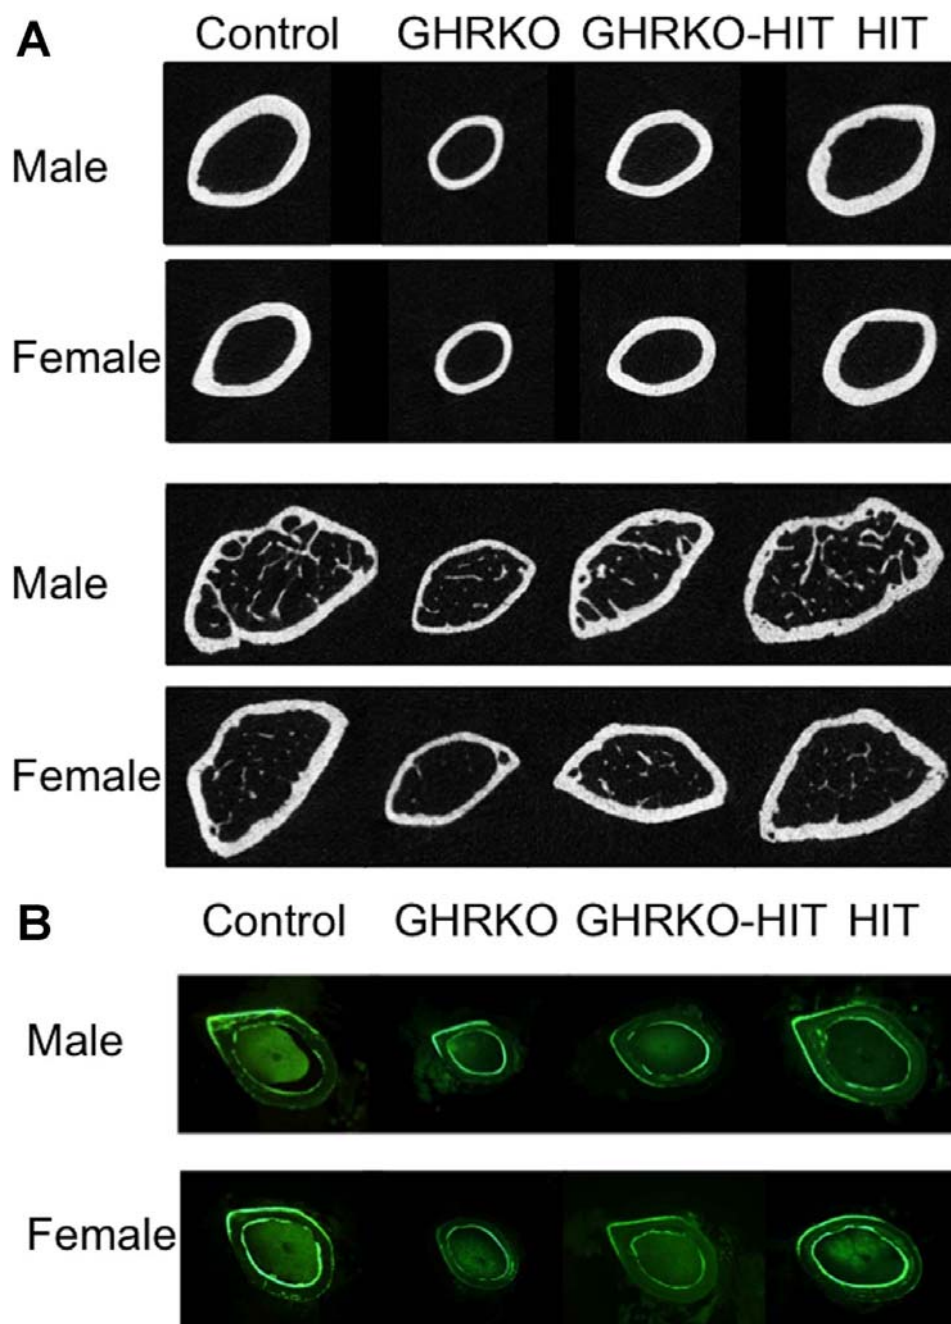 A
Control GHRKO GHRKO-HIT HIT
Male
Female
Male
Female
B
Control GHRKO GHRKO-HIT HIT
Male
Female